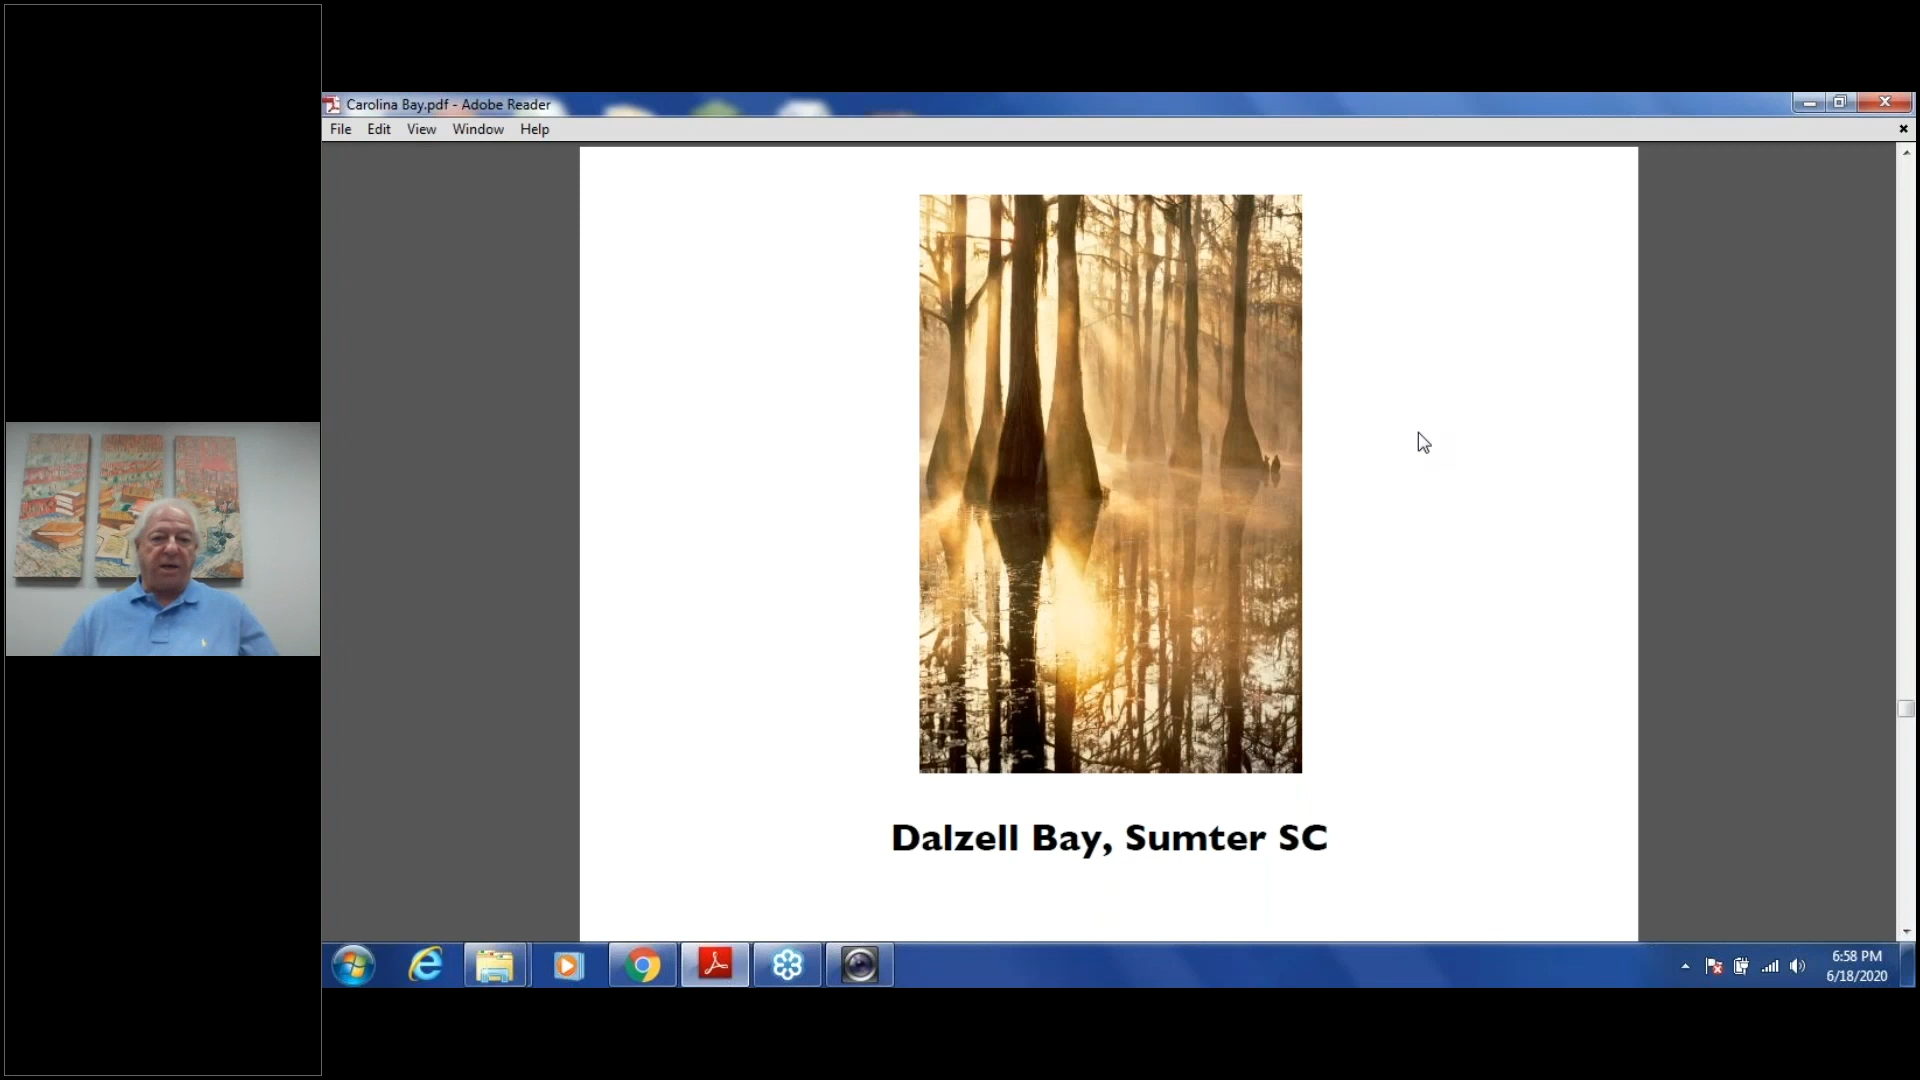 Carolina Bay.pdf - Adobe Reader
File Edit View Window Help
Dalzell Bay, Sumter SC
6:58 PM
6/18/2020